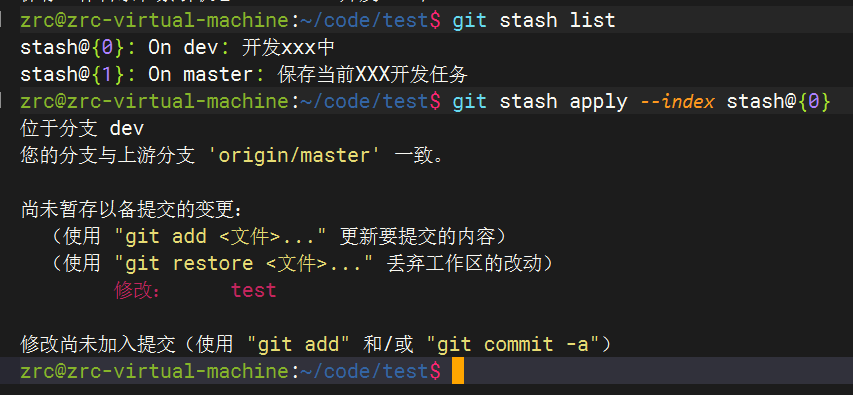 zrc@zrc-virtual-machine:~/code/test$ git stash list
stash@{0}: On dev: 开发xxx中
stash@{1}: On master: 保存当前XXX开发任务
zrc@zrc-virtual-machine:~/code/test$ git stash apply --index stash@{0}
位于分支 dev
您的分支与上游分支 'origin/master' 一致。
尚未暂存以备提交的变更：
（使用 "git add <文件>..." 更新要提交的内容）
（使用 "git restore <文件>..." 丢弃工作区的改动）
修改： test
修改尚未加入提交（使用 "git add" 和/或 "git commit -a"）
zrc@zrc-virtual-machine:~/code/test$